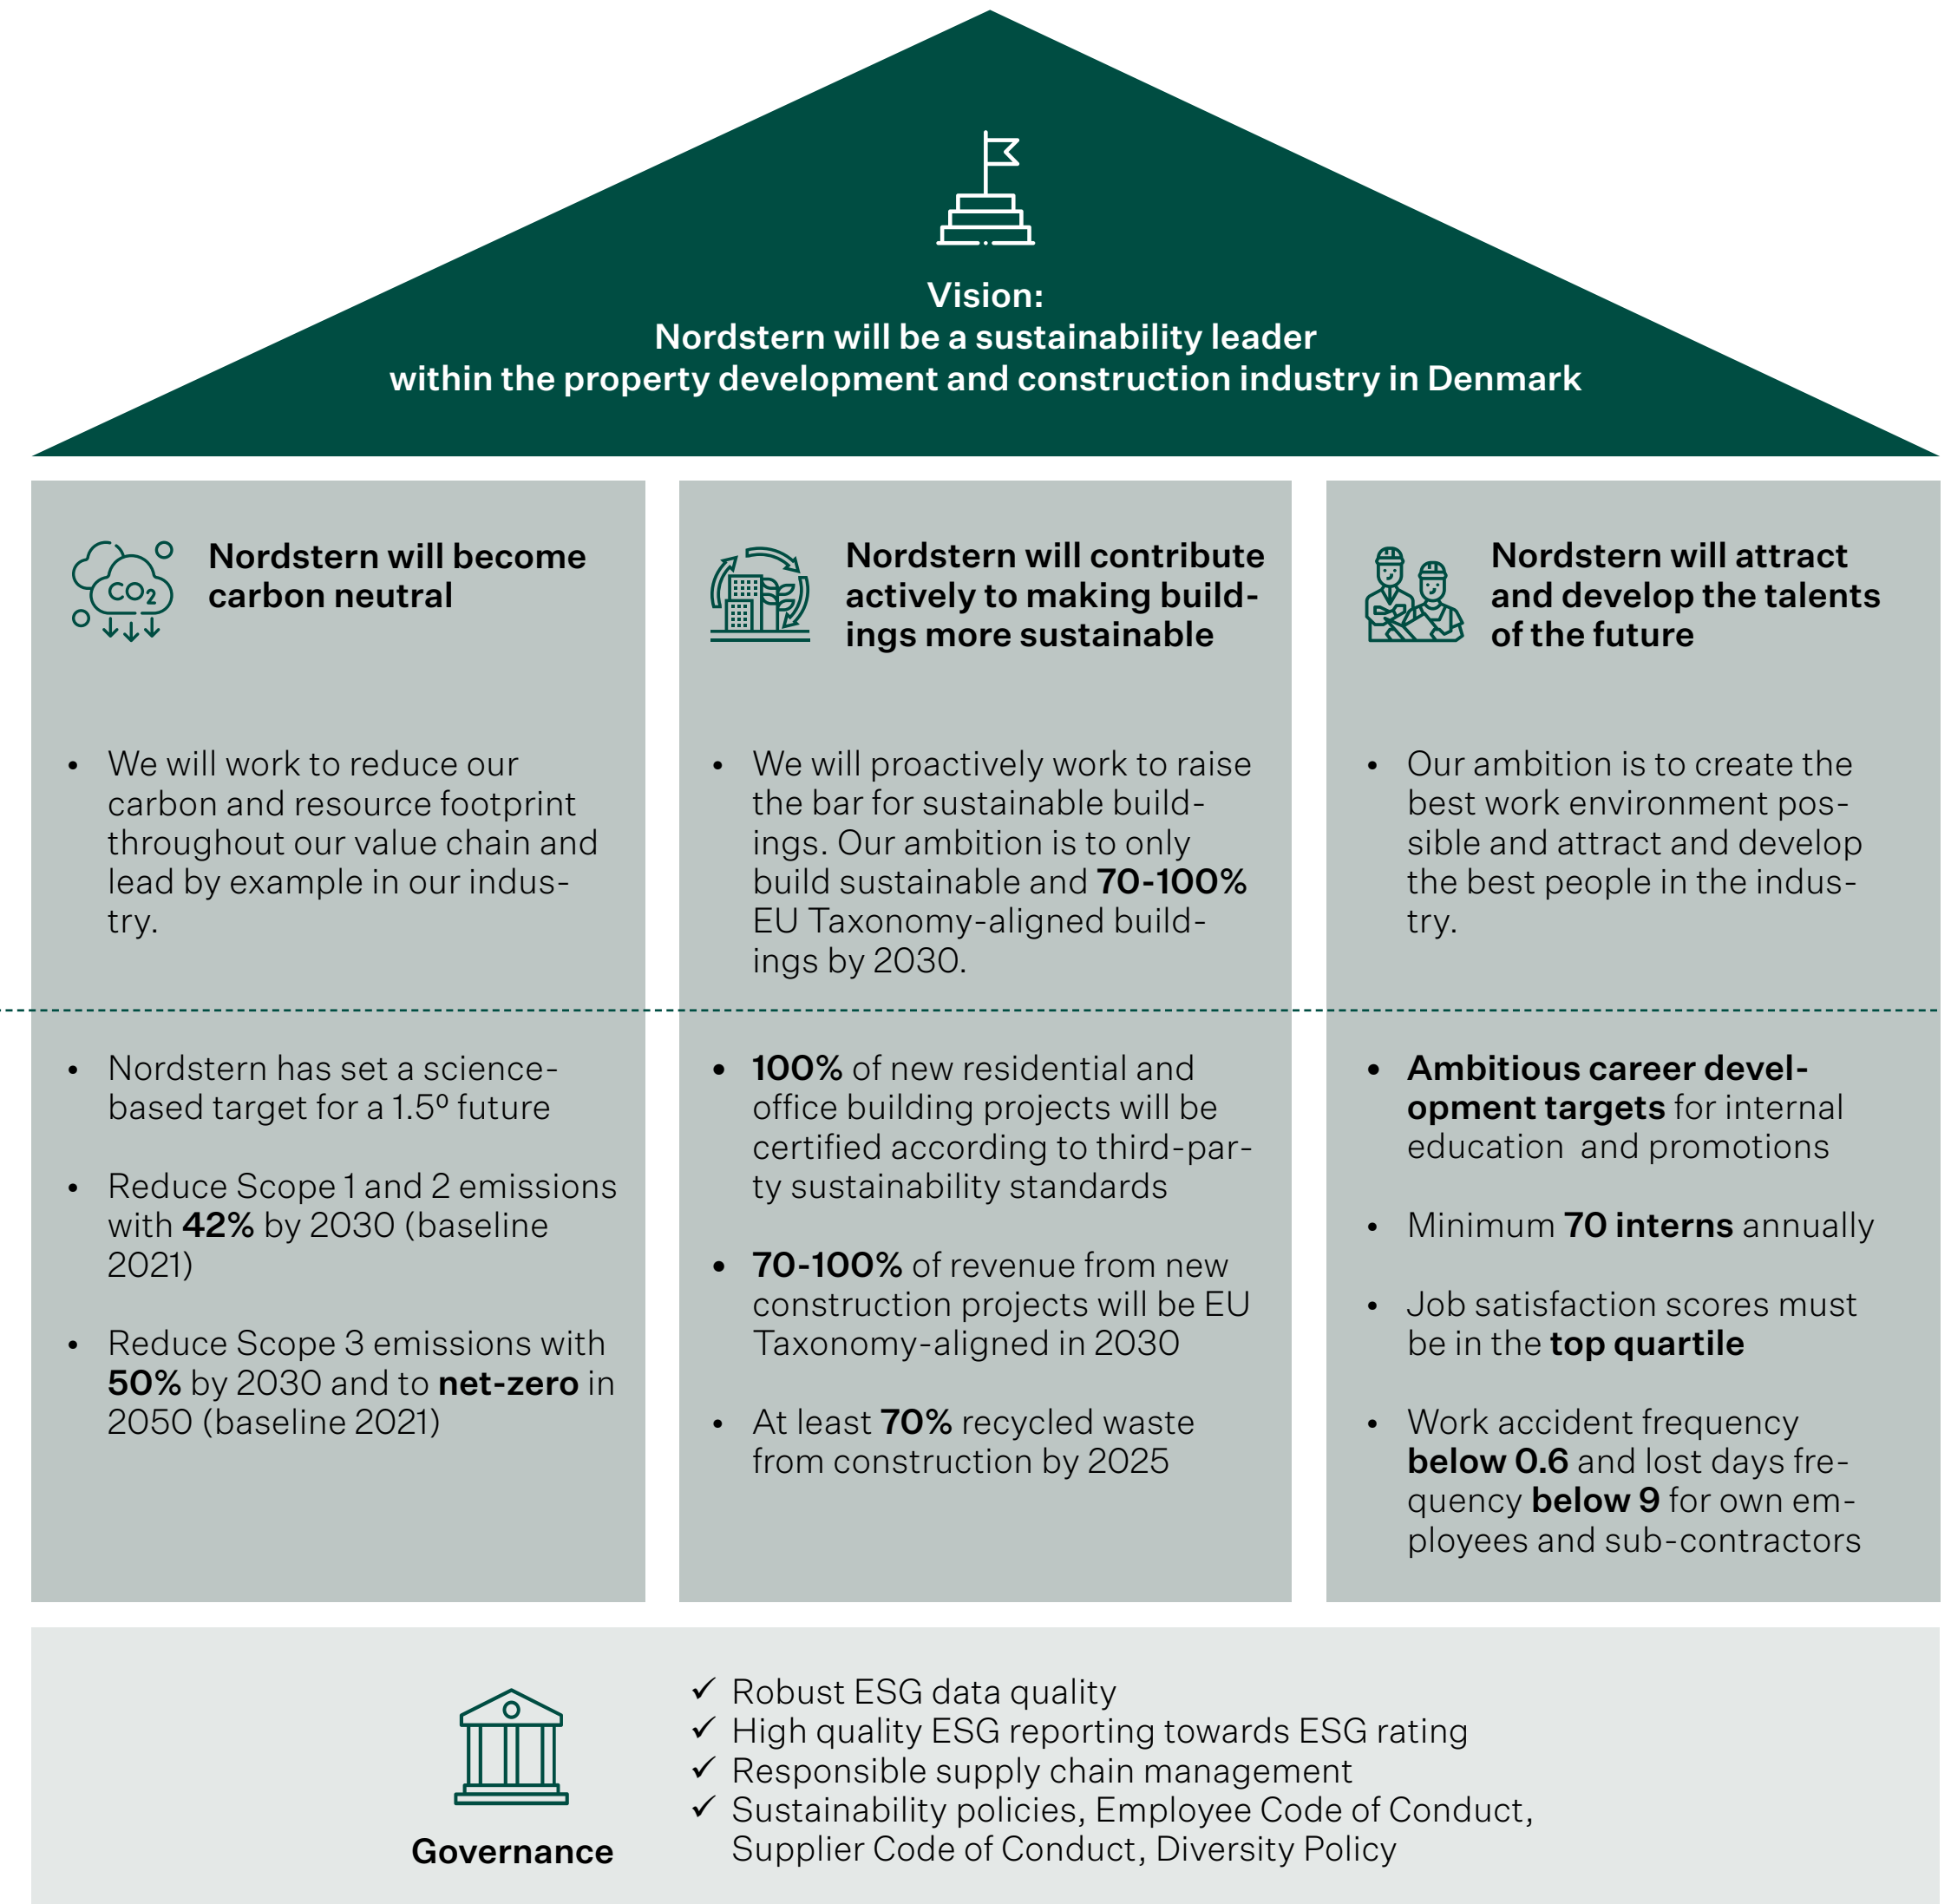 Vision:
Nordstern will be a sustainability leader
within the property development and construction industry in Denmark
CO2
Nordstern will become
carbon neutral
• We will work to reduce our
carbon and resource footprint
throughout our value chain and
lead by example in our indus-
try.
• Nordstern has set a science-
based target for a 1.5º future
• Reduce Scope 1 and 2 emissions
with 42% by 2030 (baseline
2021)
• Reduce Scope 3 emissions with
50% by 2030 and to net-zero in
2050 (baseline 2021)
Nordstern will contribute
actively to making build-
ings more sustainable
• We will proactively work to raise
the bar for sustainable build-
ings. Our ambition is to only
build sustainable and 70-100%
EU Taxonomy-aligned build-
ings by 2030.
• 100% of new residential and
office building projects will be
certified according to third-par-
ty sustainability standards
• 70-100% of revenue from new
construction projects will be EU
Taxonomy-aligned in 2030
• At least 70% recycled waste
from construction by 2025
Nordstern will attract
and develop the talents
of the future
• Our ambition is to create the
best work environment pos-
sible and attract and develop
the best people in the indus-
try.
• Ambitious career devel-
opment targets for internal
education  and promotions
• Minimum 70 interns annually
• Job satisfaction scores must
be in the top quartile
• Work accident frequency
below 0.6 and lost days fre-
quency below 9 for own em-
ployees and sub-contractors
Governance
✓ Robust ESG data quality
✓ High quality ESG reporting towards ESG rating
✓ Responsible supply chain management
✓ Sustainability policies, Employee Code of Conduct,
Supplier Code of Conduct, Diversity Policy